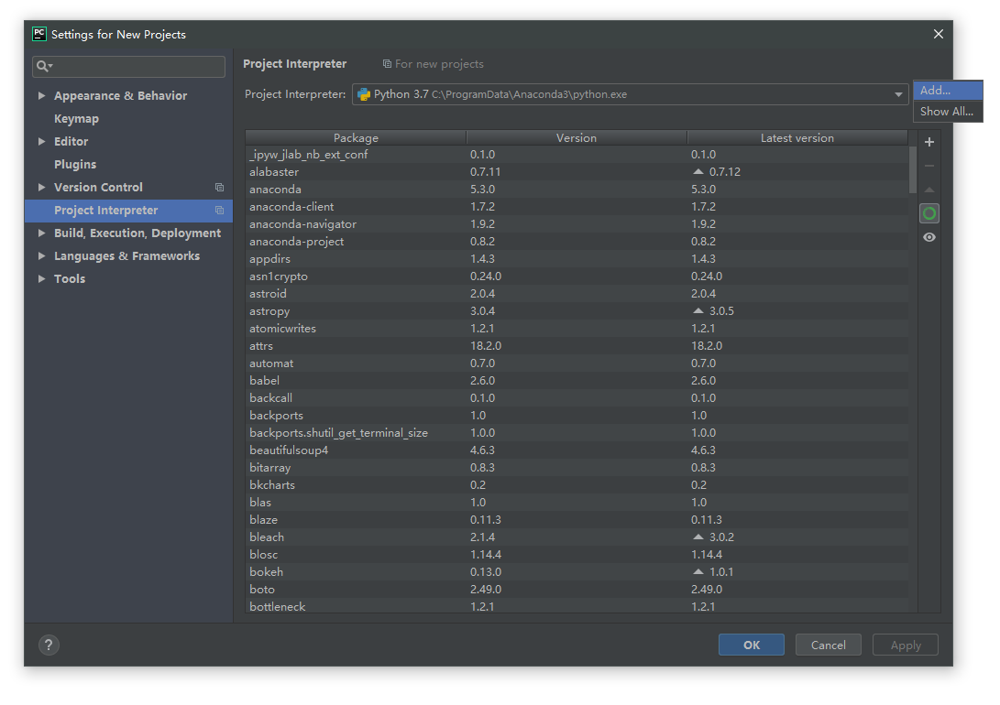 PC Settings for New Projects
Project Interpreter For new projects
Project Interpreter: Python 3.7 C:\ProgramData\Anaconda3\python.exe
Add...
Show All...
Appearance & Behavior
Keymap
Editor
Plugins
Version Control
Project Interpreter
Build, Execution, Deployment
Languages & Frameworks
Tools
Package Version Latest version
_ipyw_jlab_nb_ext_conf 0.1.0 0.1.0
alabaster 0.7.11 0.7.12
anaconda 5.3.0 5.3.0
anaconda-client 1.7.2 1.7.2
anaconda-navigator 1.9.2 1.9.2
anaconda-project 0.8.2 0.8.2
appdirs 1.4.3 1.4.3
asn1crypto 0.24.0 0.24.0
astroid 2.0.4 2.0.4
astropy 3.0.4 3.0.5
atomicwrites 1.2.1 1.2.1
attrs 18.2.0 18.2.0
automat 0.7.0 0.7.0
babel 2.6.0 2.6.0
backcall 0.1.0 0.1.0
backports 1.0 1.0
backports.shutil_get_terminal_size 1.0.0 1.0.0
beautifulsoup4 4.6.3 4.6.3
bitarray 0.8.3 0.8.3
bkcharts 0.2 0.2
blas 1.0 1.0
blaze 0.11.3 0.11.3
bleach 2.1.4 3.0.2
blosc 1.14.4 1.14.4
bokeh 0.13.0 1.0.1
boto 2.49.0 2.49.0
bottleneck 1.2.1 1.2.1
? OK Cancel Apply